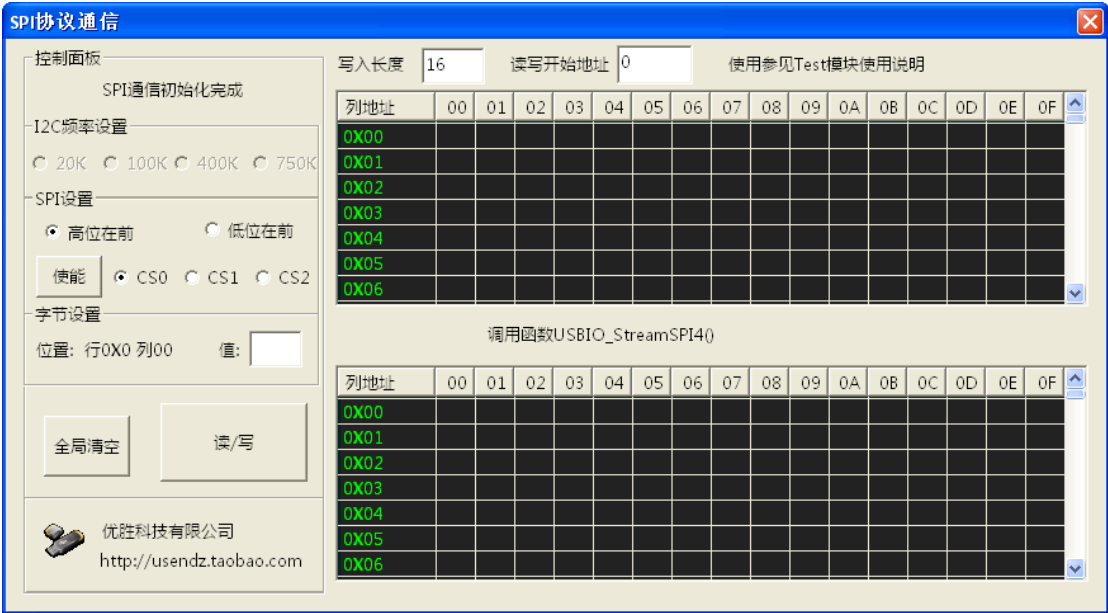 SPI协议通信
控制面板
SPI通信初始化完成
I2C频率设置
20K 100K 400K 750K
SPI设置
高位在前 低位在前
使能 CS0 CS1 CS2
字节设置
位置: 行0X0 列00 值:
全局清空 读/写
优胜科技有限公司
http://usendz.taobao.com
写入长度 16 读写开始地址 0 使用参见Test模块使用说明
列地址 00 01 02 03 04 05 06 07 08 09 0A 0B 0C 0D 0E 0F
0X00
0X01
0X02
0X03
0X04
0X05
0X06
调用函数USBIO_StreamSPI4()
列地址 00 01 02 03 04 05 06 07 08 09 0A 0B 0C 0D 0E 0F
0X00
0X01
0X02
0X03
0X04
0X05
0X06